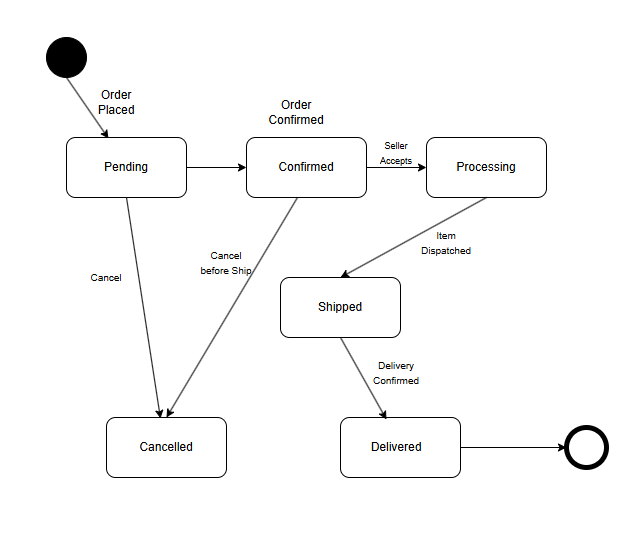 Order
Placed
Order
Confirmed
Pending
Confirmed
Seller
Accepts
Processing
Item
Dispatched
Cancel
before Ship
Cancel
Shipped
Delivery
Confirmed
Cancelled
Delivered